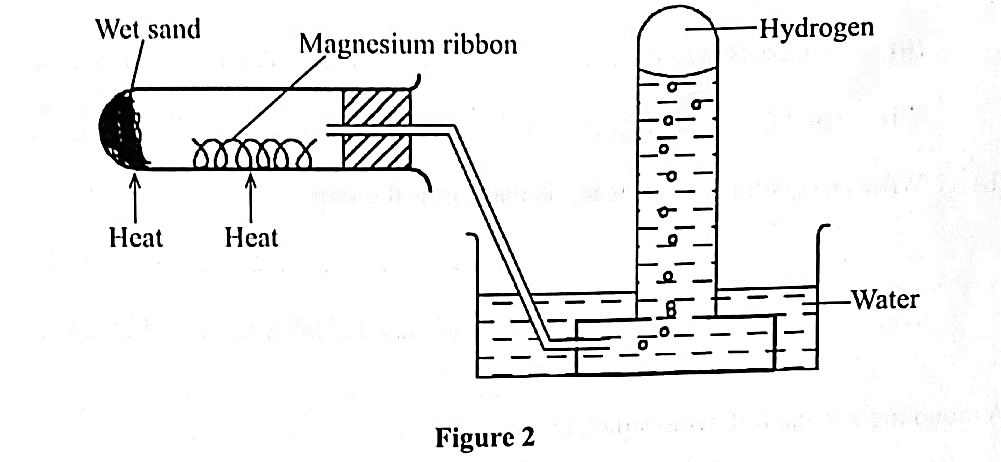 Wet sand
Magnesium ribbon
Hydrogen
Heat
Heat
Water
Figure 2